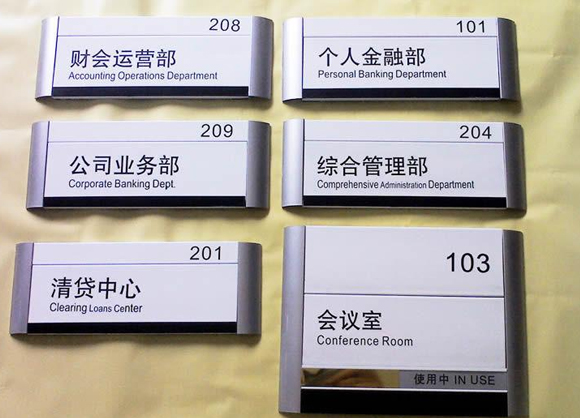 208
财会运营部
Accounting Operations Department
101
个人金融部
Personal Banking Department
209
公司业务部
Corporate Banking Dept.
204
综合管理部
Comprehensive Administration Department
201
清贷中心
Clearing Loans Center
103
会议室
Conference Room
使用中 IN USE